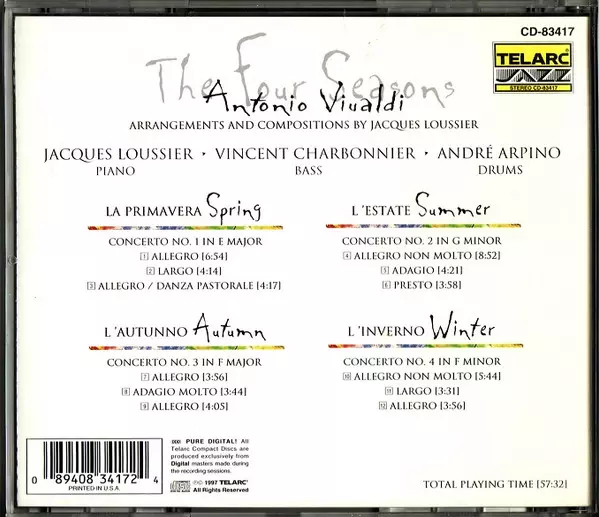 CD-83417
TELARC
JAZZ
STEREO CD-83417
The Four Seasons
Antonio Vivaldi
ARRANGEMENTS AND COMPOSITIONS BY JACQUES LOUSSIER
JACQUES LOUSSIER • VINCENT CHARBONNIER • ANDRÉ ARPINO
PIANO BASS DRUMS
LA PRIMAVERA Spring
CONCERTO NO. 1 IN E MAJOR
1 ALLEGRO [6:54]
2 LARGO [4:14]
3 ALLEGRO / DANZA PASTORALE [4:17]
L'ESTATE Summer
CONCERTO NO. 2 IN G MINOR
4 ALLEGRO NON MOLTO [8:52]
5 ADAGIO [4:21]
6 PRESTO [3:58]
L'AUTUNNO Autumn
CONCERTO NO. 3 IN F MAJOR
7 ALLEGRO [3:56]
8 ADAGIO MOLTO [3:44]
9 ALLEGRO [4:05]
L'INVERNO Winter
CONCERTO NO. 4 IN F MINOR
10 ALLEGRO NON MOLTO [5:44]
11 LARGO [3:31]
12 ALLEGRO [3:56]
0 89408 34172 4
PRINTED IN U.S.A.
PURE DIGITAL! All
Telarc Compact Discs are
produced exclusively from
Digital masters made during
the recording sessions.
℗© 1997 TELARC
All Rights Reserved
TOTAL PLAYING TIME [57:32]